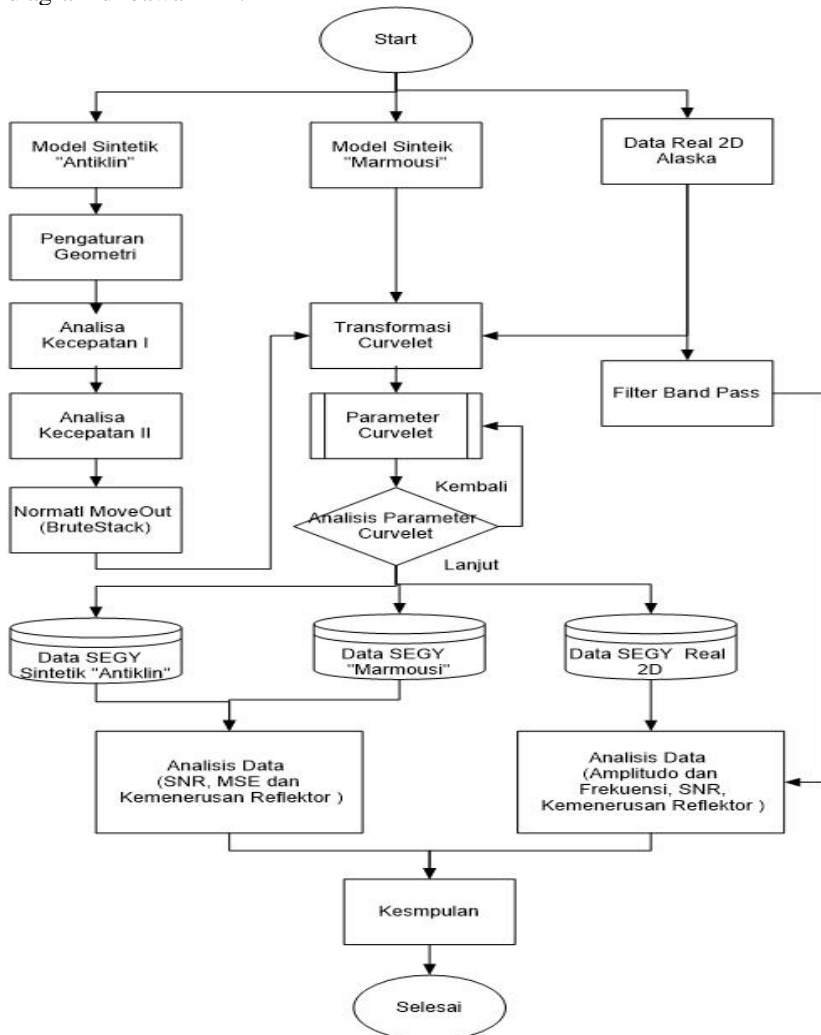 Start
Model Sintetik
"Antiklin"
Model Sinteik
"Marmousi"
Data Real 2D
Alaska
Pengaturan
Geometri
Analisa
Kecepatan I
Transformasi
Curvelet
Analisa
Kecepatan II
Parameter
Curvelet
Filter Band Pass
Kembali
Normatl MoveOut
(BruteStack)
Analisis Parameter
Curvelet
Lanjut
Data SEGY
Sintetik "Antiklin"
Data SEGY
"Marmousi"
Data SEGY Real
2D
Analisis Data
(SNR, MSE dan
Kemenerusan Reflektor )
Analisis Data
(Amplitudo dan
Frekuensi, SNR,
Kemenerusan Reflektor )
Kesmpulan
Selesai